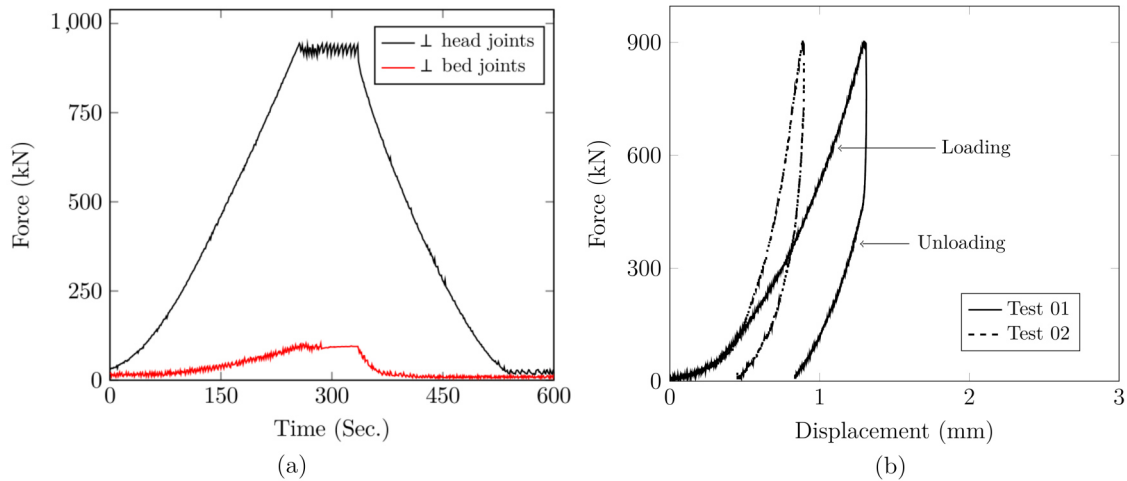 1,000
750
500
250
0
0
150
300
450
600
Force (kN)
Time (Sec.)
⊥ head joints
⊥ bed joints
(a)
900
600
300
0
0
1
2
3
Force (kN)
Displacement (mm)
Loading
Unloading
Test 01
Test 02
(b)